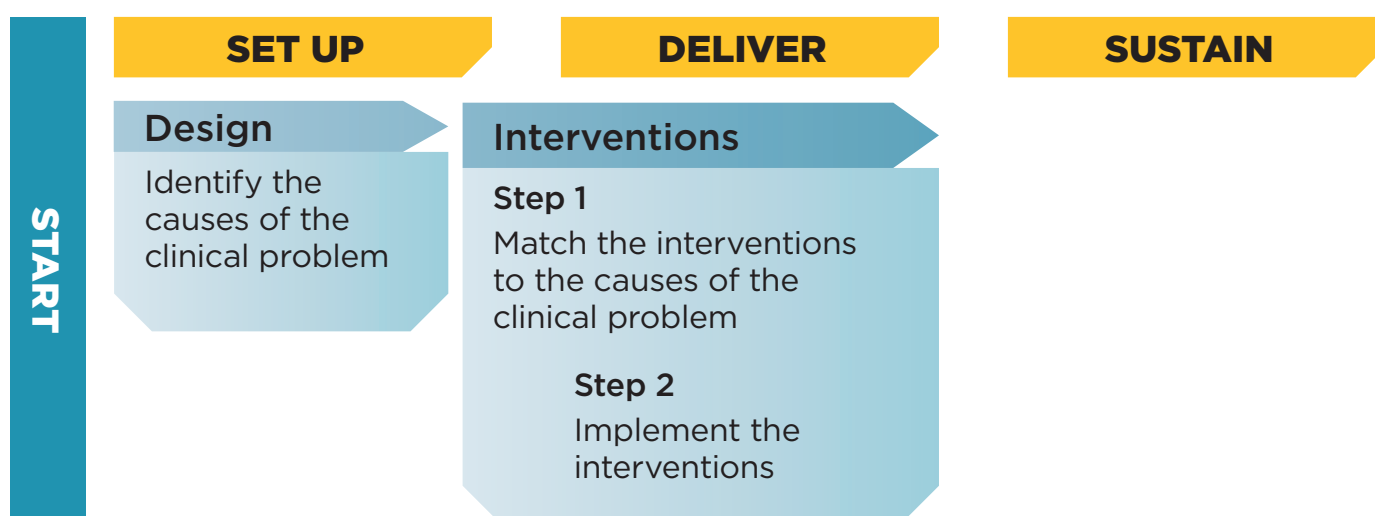 START
SET UP
DELIVER
SUSTAIN
Design
Identify the
causes of the
clinical problem
Interventions
Step 1
Match the interventions
to the causes of the
clinical problem
Step 2
Implement the
interventions